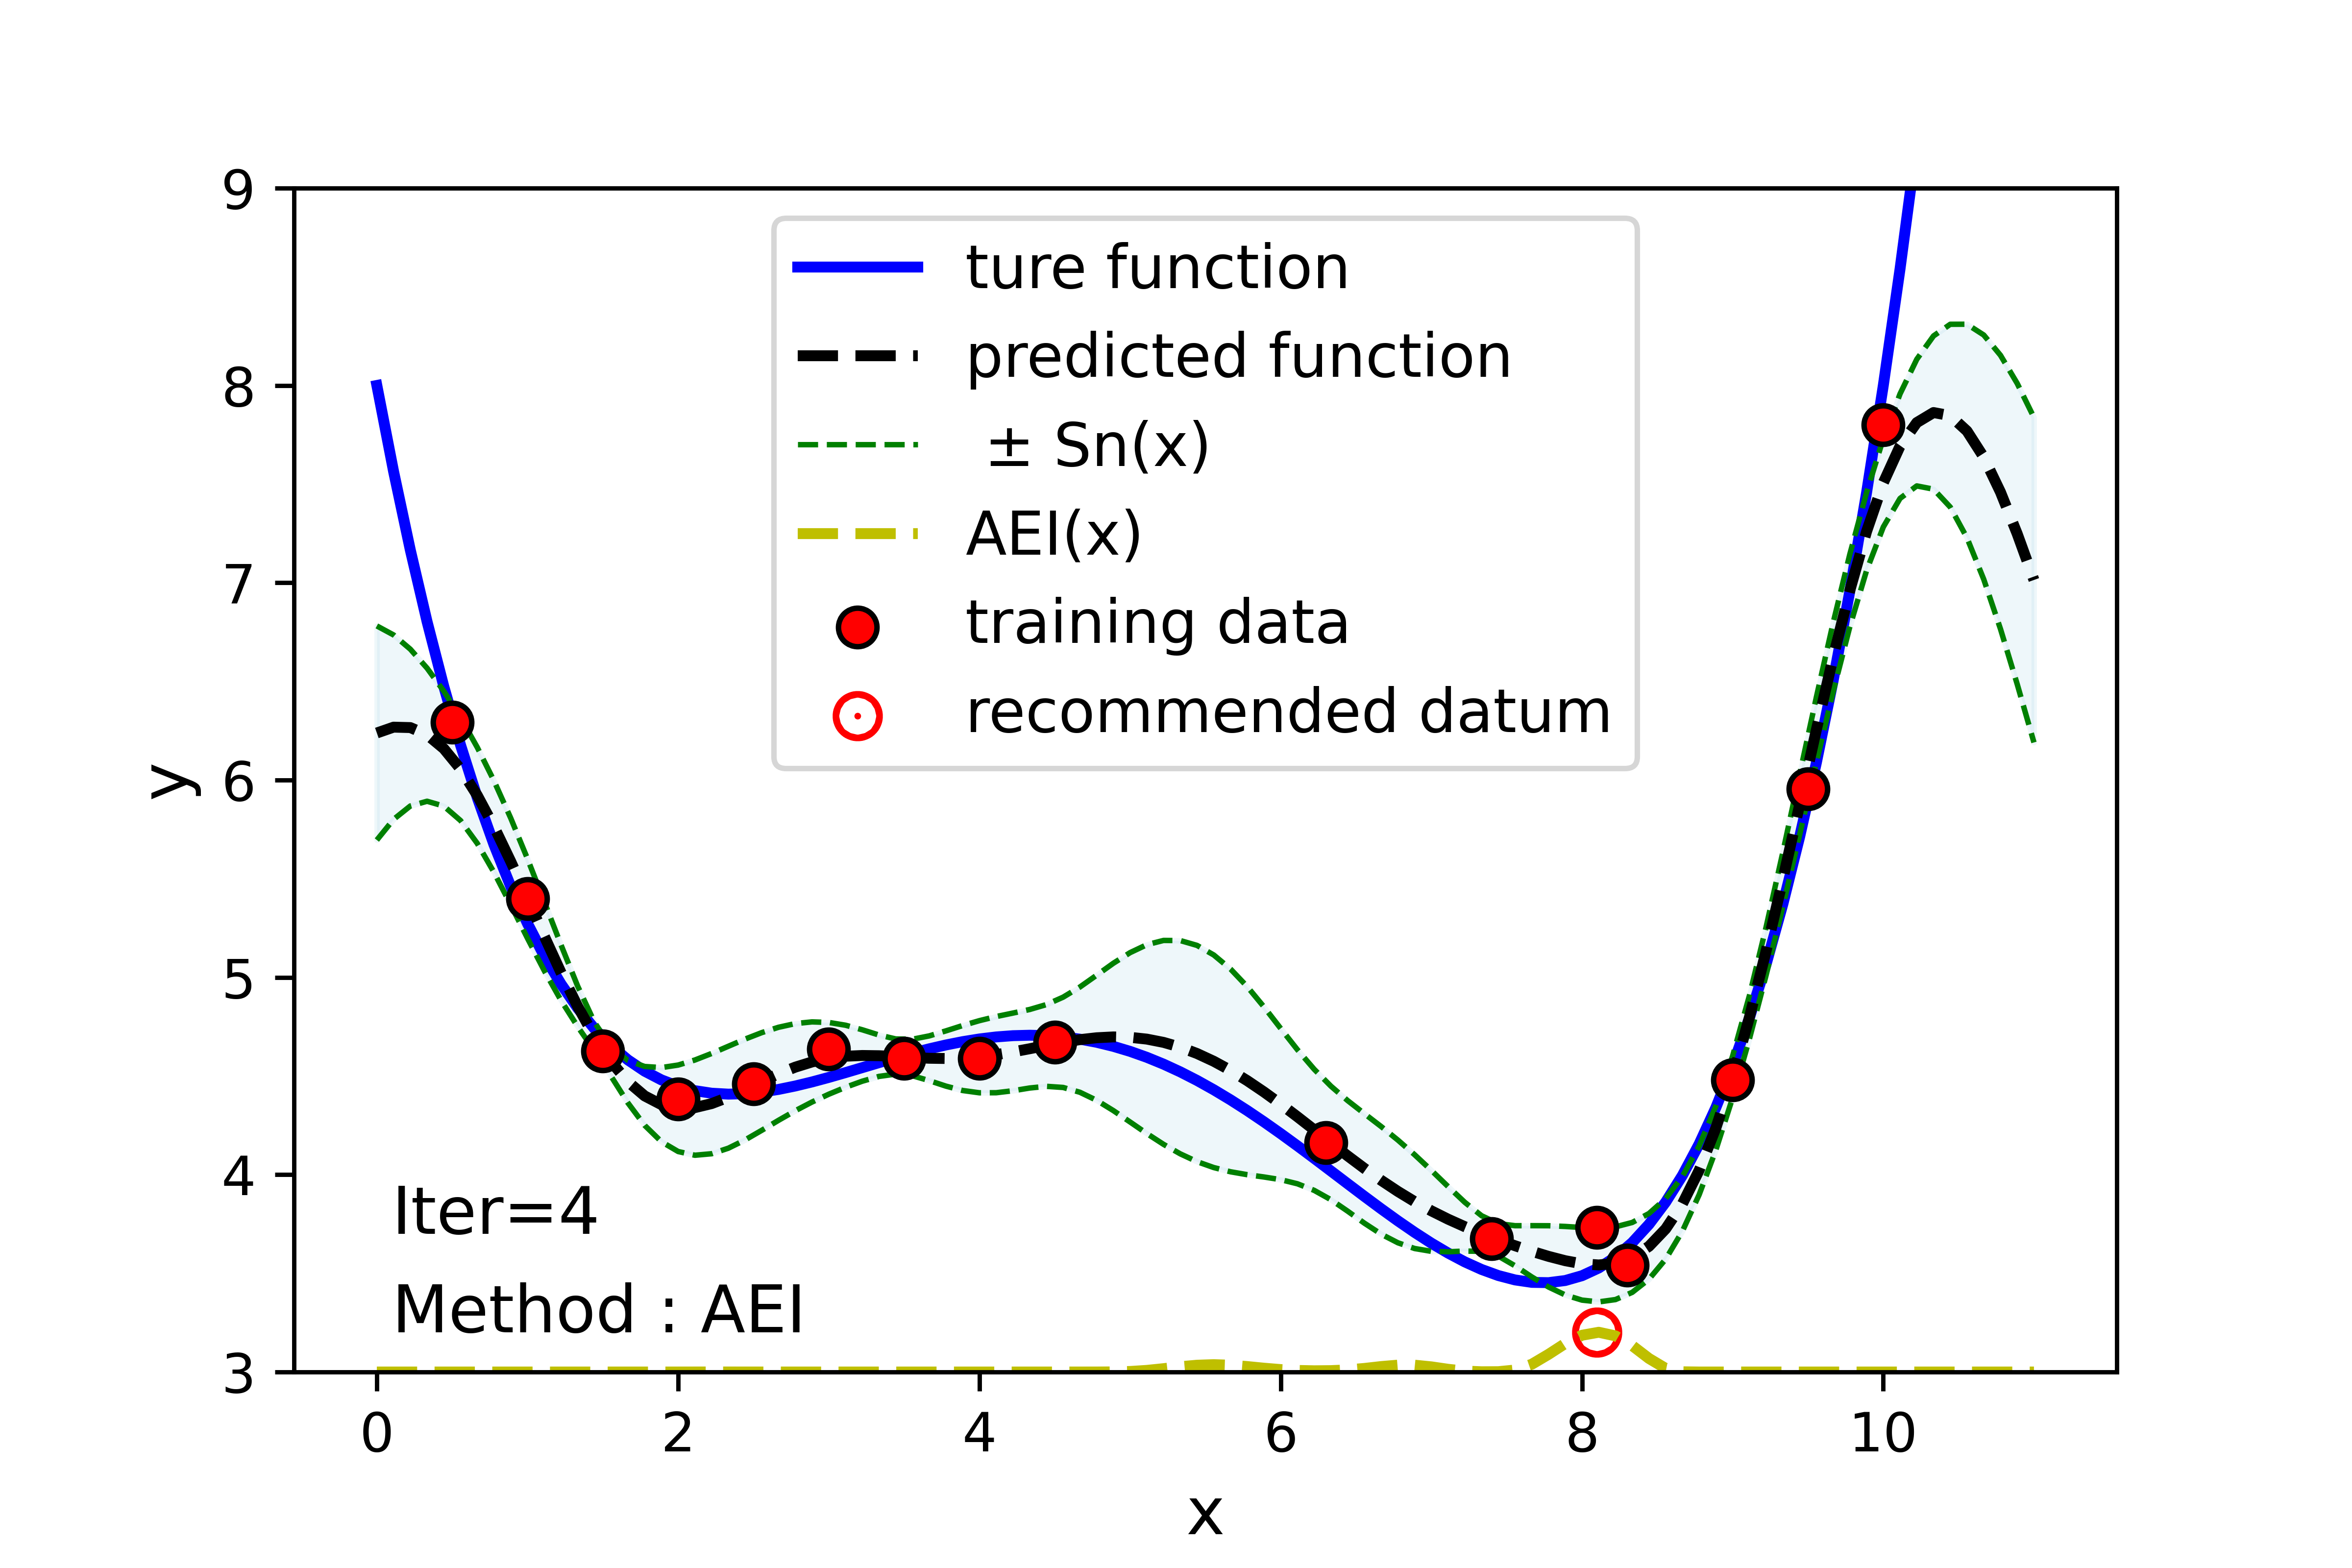 9
8
7
6
5
4
3
y
ture function
predicted function
± Sn(x)
AEI(x)
training data
recommended datum
Iter=4
Method : AEI
0 2 4 6 8 10
x